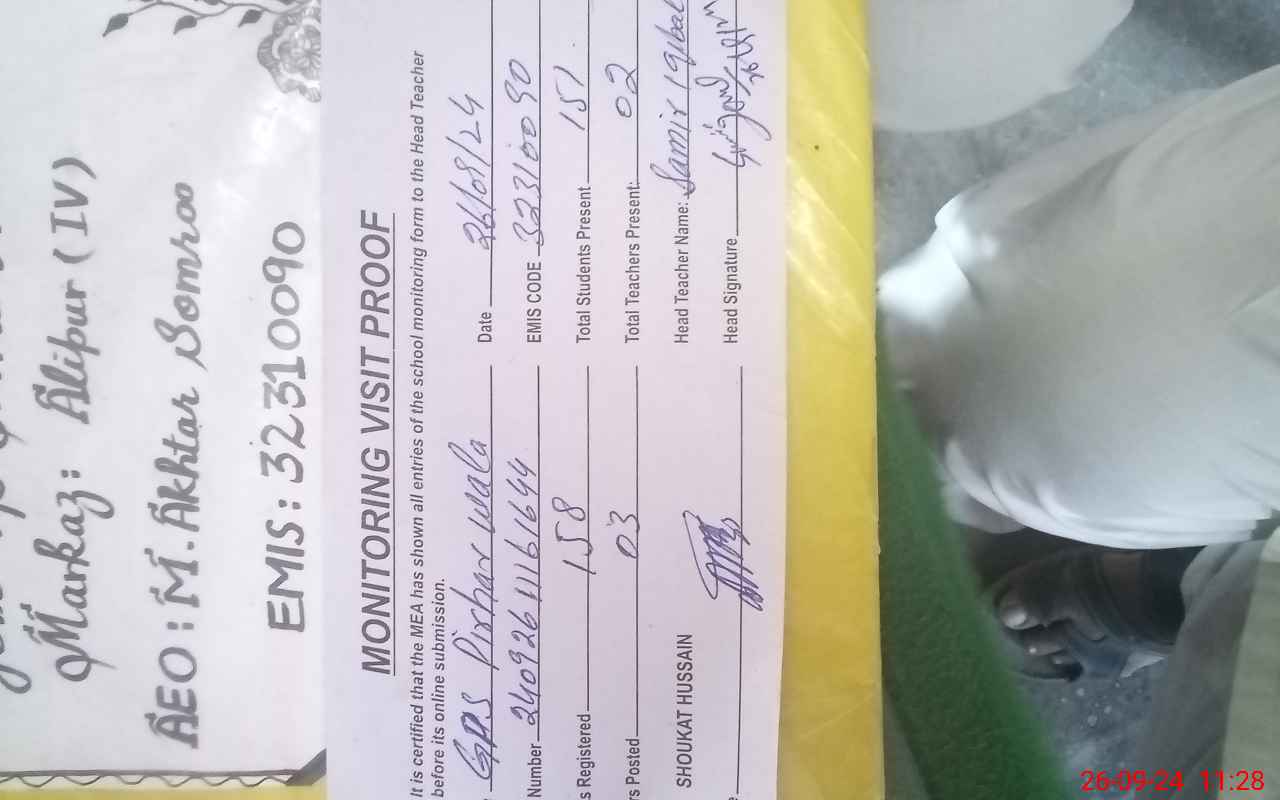 Markaz: Alipur (IV)
AEO: M. Akhtar Somroo
EMIS: 32310090
MONITORING VISIT PROOF
It is certified that the MEA has shown all entries of the school monitoring form to the Head Teacher
before its online submission.
GPS Pirhar wala Date 26/09/24
Number 24092611161644 EMIS CODE 32310090
s Registered 158 Total Students Present 151
rs Posted 03 Total Teachers Present: 02
SHOUKAT HUSSAIN Head Teacher Name: Samir Iqbal
Head Signature
26-09-24 11:28